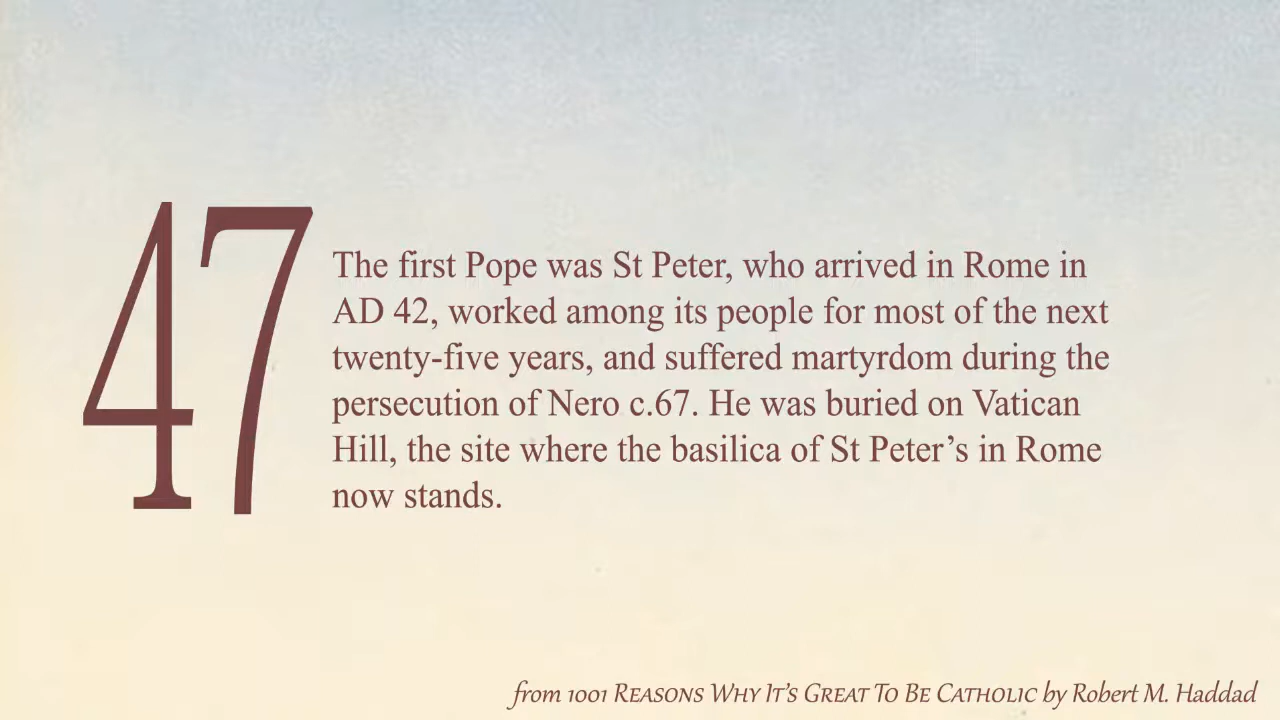 47
The first Pope was St Peter, who arrived in Rome in
AD 42, worked among its people for most of the next
twenty-five years, and suffered martyrdom during the
persecution of Nero c.67. He was buried on Vatican
Hill, the site where the basilica of St Peter’s in Rome
now stands.
from 1001 REASONS WHY IT’S GREAT TO BE CATHOLIC by Robert M. Haddad